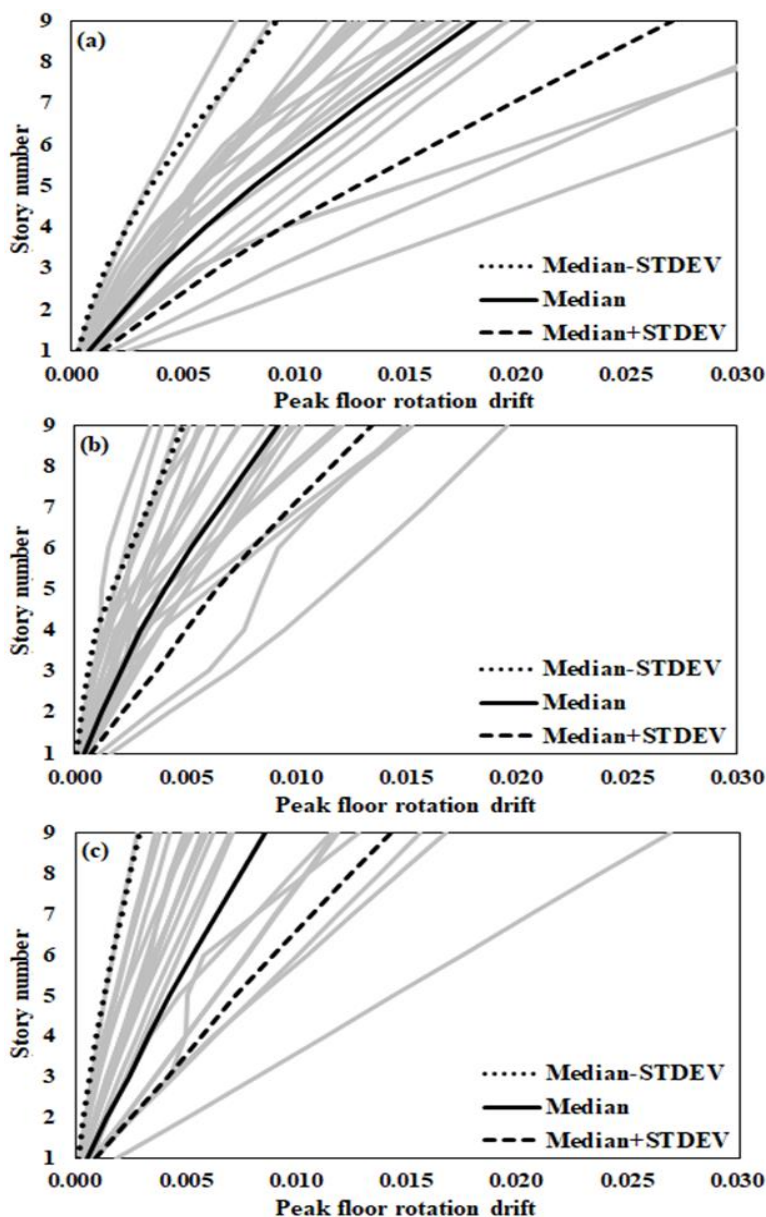 9
(a)
8
7
6
5
4
3
2
1
Story number
Median-STDEV
Median
Median+STDEV
0.000 0.005 0.010 0.015 0.020 0.025 0.030
Peak floor rotation drift
9
(b)
8
7
6
5
4
3
2
1
Story number
Median-STDEV
Median
Median+STDEV
0.000 0.005 0.010 0.015 0.020 0.025 0.030
Peak floor rotation drift
9
(c)
8
7
6
5
4
3
2
1
Story number
Median-STDEV
Median
Median+STDEV
0.000 0.005 0.010 0.015 0.020 0.025 0.030
Peak floor rotation drift